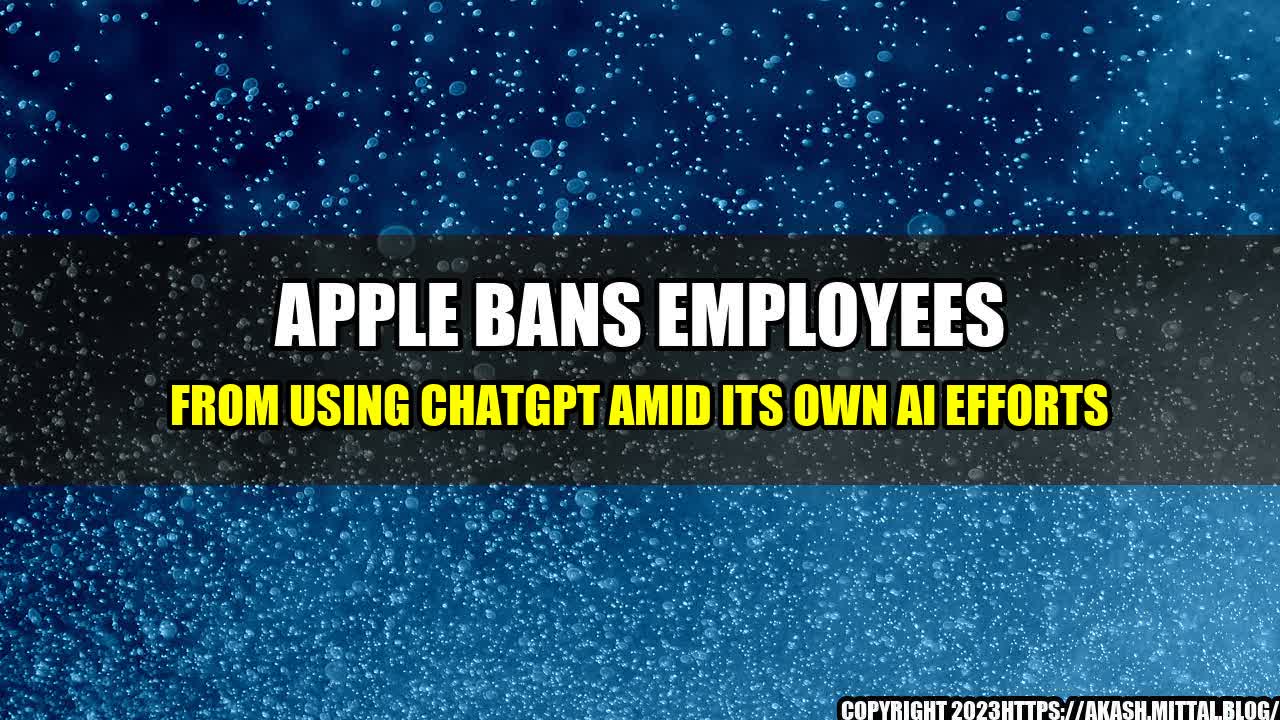 APPLE BANS EMPLOYEES
FROM USING CHATGPT AMID ITS OWN AI EFFORTS
COPYRIGHT 2023HTTPS://AKASH.MITTAL.BLOG/